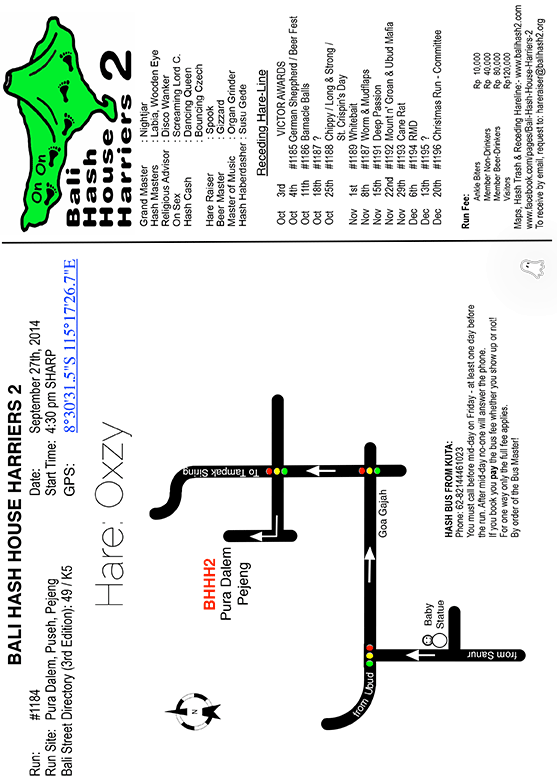 BALI HASH HOUSE HARRIERS 2
Run: #1184
Run Site: Pura Dalem, Puseh, Pejeng
Bali Street Directory (3rd Edition): 49 / K5
Date: September 27th, 2014
Start Time: 4:30 pm SHARP
GPS: 8°30'31.5"S 115°17'26.7"E
Hare: Oxzy
N
BHHH2
Pura Dalem
Pejeng
To Tampak Siring
Goa Gajah
from Ubud
from Sanur
Baby
Statue
HASH BUS FROM KUTA:
Phone: 62-82144461023
You must call before mid-day on Friday - at least one day before
the run. After mid-day no-one will answer the phone.
If you book you pay the bus fee whether you show up or not!
For one way only the full fee applies.
By order of the Bus Master!
On On
Bali
Hash
House
Harriers 2
Grand Master : Nightjar
Hash Masters : Labia, Wooden Eye
Religious Advisor : Disco Wanker
On Sex : Screaming Lord C.
Hash Cash : Dancing Queen
Bouncing Czech
Hare Raiser : Spook
Beer Master : Gizzard
Master of Music : Organ Grinder
Hash Haberdasher : Susu Gede
Receding Hare-Line
Oct 3rd VICTOR AWARDS
Oct 4th #1185 German Sheppherd / Beer Fest
Oct 11th #1186 Barnacle Balls
Oct 18th #1187 ?
Oct 25th #1188 Chippy / Long & Strong /
St. Crispin's Day
Nov 1st #1189 Whitebait
Nov 8th #1187 Worm & Mudflaps
Nov 15th #1191 Deep Passion
Nov 22nd #1192 Mount n' Groan & Ubud Mafia
Nov 29th #1193 Cane Rat
Dec 6th #1194 RMD
Dec 13th #1195 ?
Dec 20th #1196 Christmas Run - Committee
Run Fee:
Ankle Biters Rp 10,000
Member Non-Drinkers Rp 40,000
Member Beer-Drinkers Rp 80,000
Visitors Rp120,000
Maps, Hash Trash & Receding Hareline:- www.balihash2.com
www.facebook.com/pages/Bali-Hash-House-Harriers-2
To receive by email, request to: hareraiser@balihash2.org